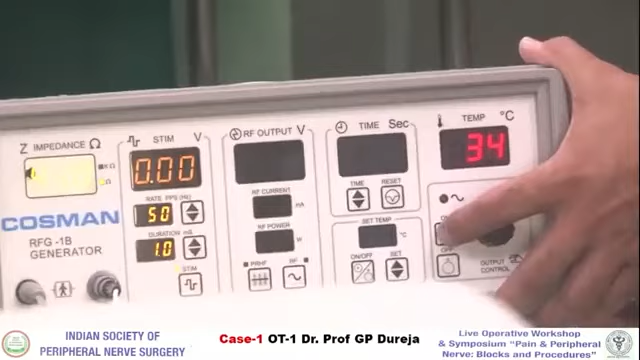 Z IMPEDANCE Ω
STIM V
RF OUTPUT V
TIME Sec
TEMP °C
0.00
34
KΩ
Ω
RATE PPS (Hz)
50
RF CURRENT
mA
TIME
RESET
COSMAN
RFG-1B
GENERATOR
DURATION mS
1.0
RF POWER
W
SET TEMP
°C
STIM
PRHF
RF
ON/OFF
SET
OFF
OUTPUT
CONTROL
INDIAN SOCIETY OF
PERIPHERAL NERVE SURGERY
Case-1 OT-1 Dr. Prof GP Dureja
Live Operative Workshop
& Symposium "Pain & Peripheral
Nerve: Blocks and Procedures"